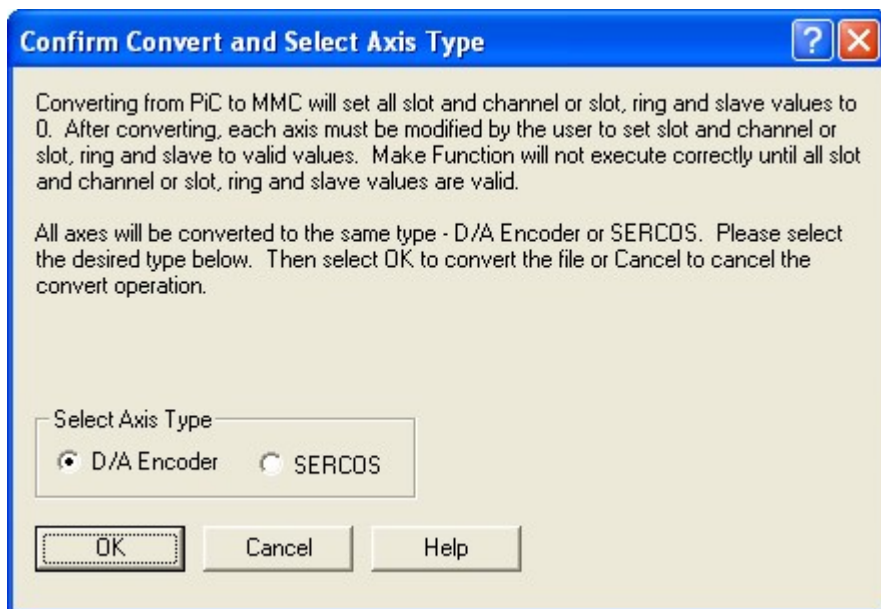 Confirm Convert and Select Axis Type
Converting from PiC to MMC will set all slot and channel or slot, ring and slave values to
0. After converting, each axis must be modified by the user to set slot and channel or
slot, ring and slave to valid values. Make Function will not execute correctly until all slot
and channel or slot, ring and slave values are valid.
All axes will be converted to the same type - D/A Encoder or SERCOS. Please select
the desired type below. Then select OK to convert the file or Cancel to cancel the
convert operation.
Select Axis Type
D/A Encoder SERCOS
OK Cancel Help